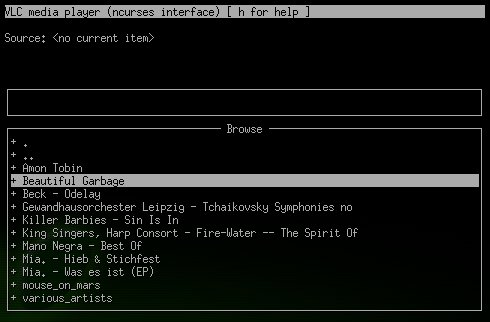 VLC media player (ncurses interface) [ h for help ]
Source: <no current item>
Browse
+ .
+ ..
+ Amon Tobin
+ Beautiful Garbage
+ Beck - Odelay
+ Gewandhausorchester Leipzig - Tchaikovsky Symphonies no
+ Killer Barbies - Sin Is In
+ King Singers, Harp Consort - Fire-Water -- The Spirit Of
+ Mano Negra - Best Of
+ Mia. - Hieb & Stichfest
+ Mia. - Was es ist (EP)
+ mouse_on_mars
+ various_artists